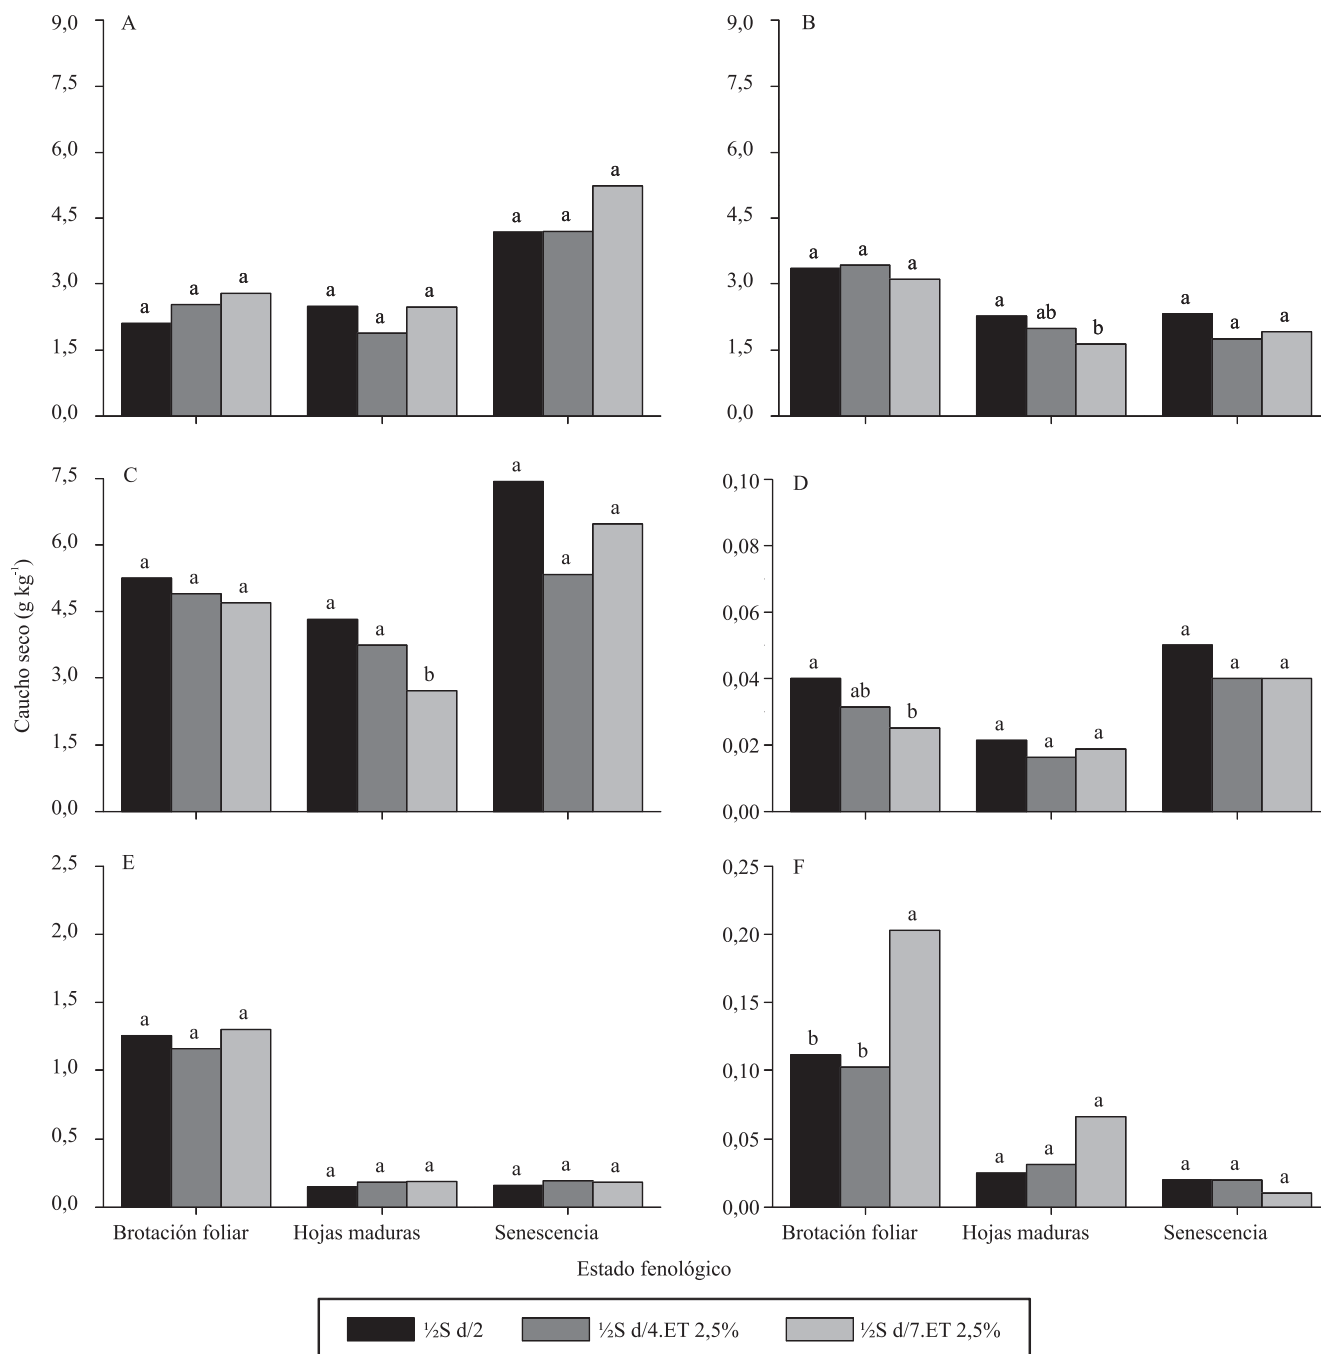 A
9,0
7,5
6,0
4,5
3,0
1,5
0,0
a a a
a a a
a a a
B
9,0
7,5
6,0
4,5
3,0
1,5
0,0
a a a
a ab b
a a a
C
7,5
6,0
4,5
3,0
1,5
0,0
a a a
a a b
a a a
D
0,10
0,08
0,06
0,04
0,02
0,00
a ab b
a a a
a a a
Caucho seco (g kg-1)
E
2,5
2,0
1,5
1,0
0,5
0,0
a a a
a a a
a a a
Brotación foliar Hojas maduras Senescencia
F
0,25
0,20
0,15
0,10
0,05
0,00
b b a
a a a
a a a
Brotación foliar Hojas maduras Senescencia
Estado fenológico
½S d/2 ½S d/4.ET 2,5% ½S d/7.ET 2,5%